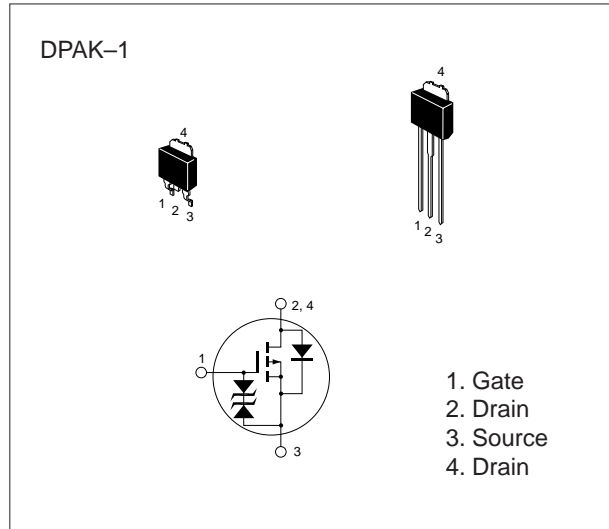 DPAK–1
4
1 2 3
4
1 2 3
2, 4
1
3
1. Gate
2. Drain
3. Source
4. Drain